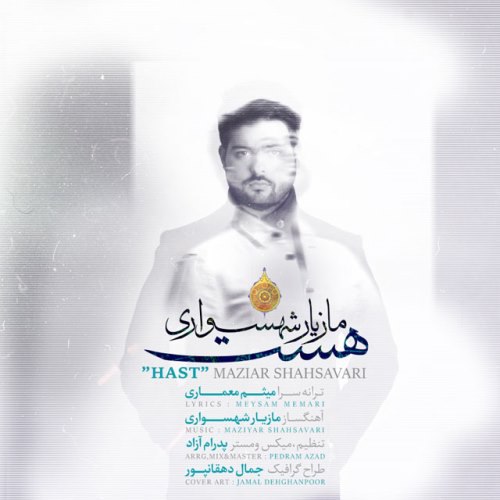 مازیار شهسواری
هست
"HAST" MAZIAR SHAHSAVARI
ترانه سرا میثم معماری
LYRICS : MEYSAM MEMARI
آهنگساز مازیار شهسواری
MUSIC : MAZIYAR SHAHSAVARI
تنظیم، میکس ومستر پدرام آزاد
ARRG,MIX&MASTER : PEDRAM AZAD
طراح گرافیک جمال دهقانپور
COVER ART : JAMAL DEHGHANPOOR